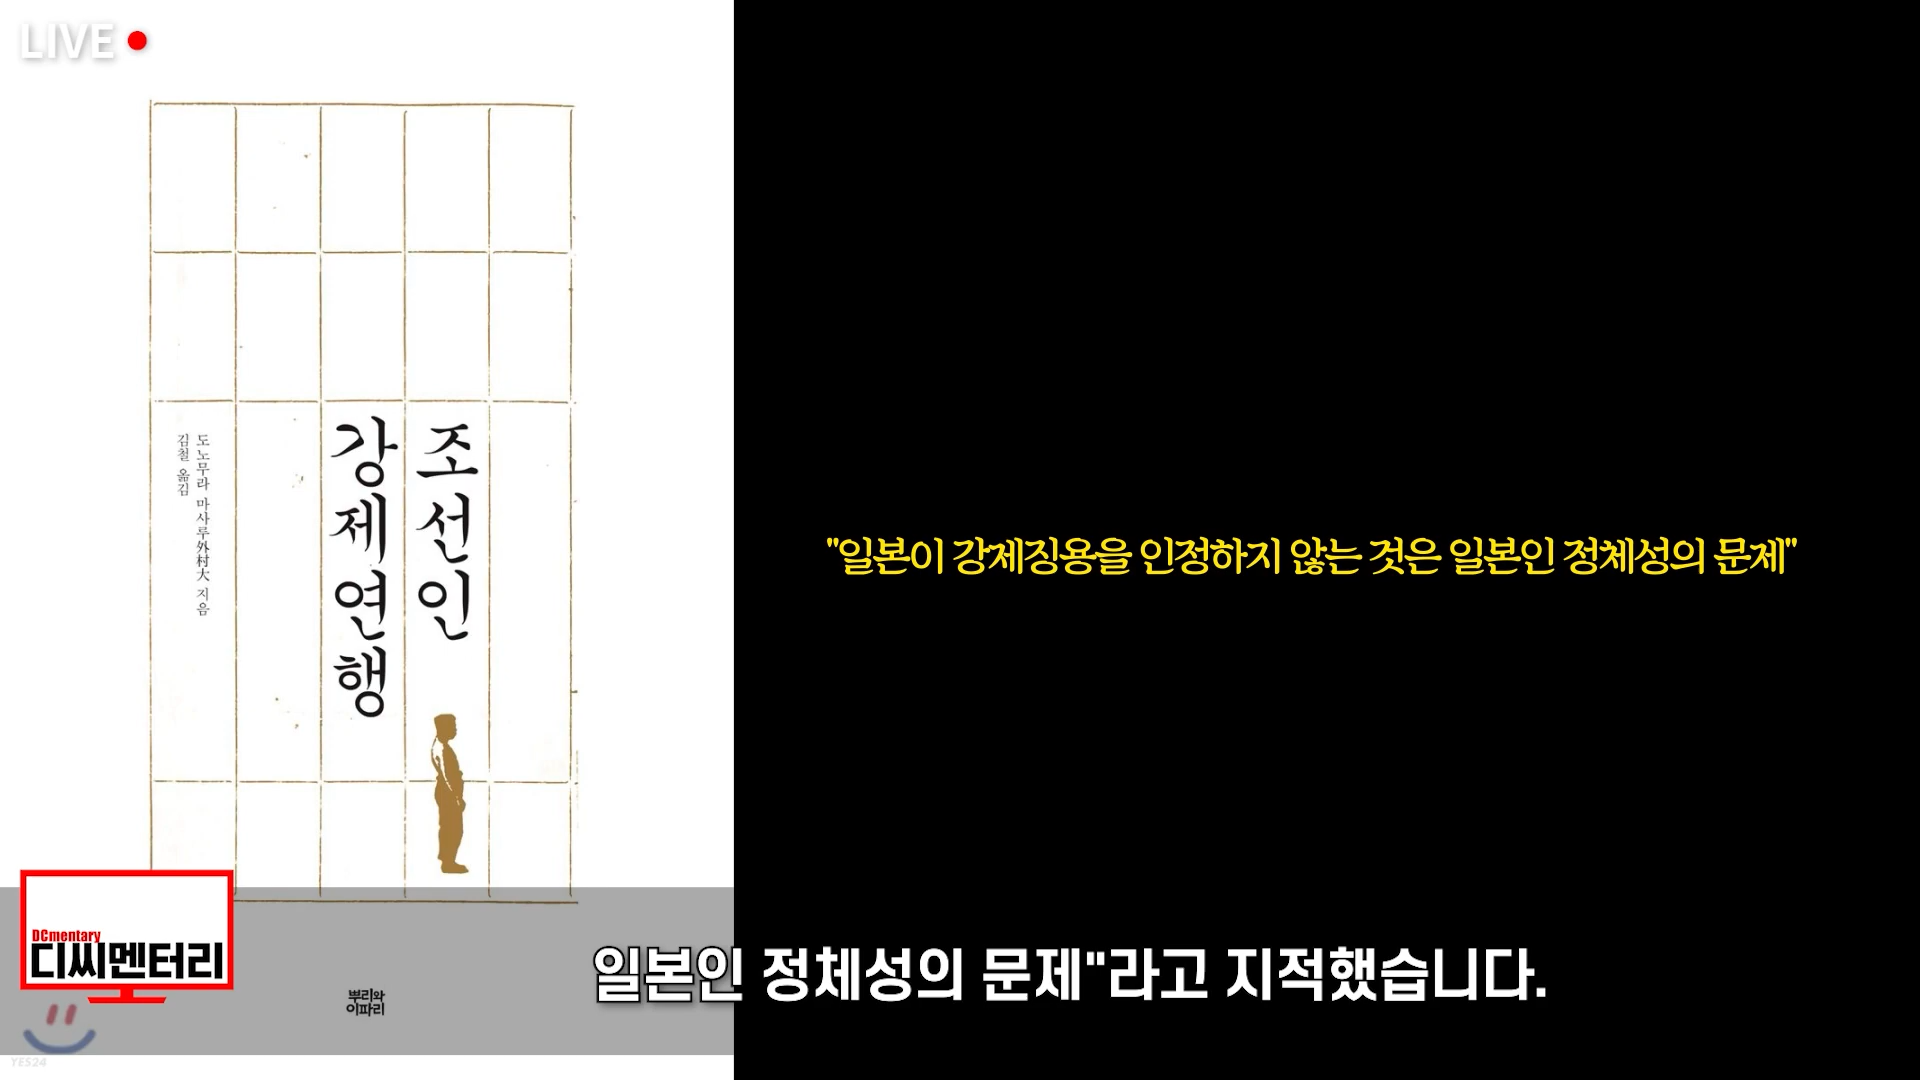 LIVE
조선인
강제연행
도노무라 마사루外村大 지음
김철 옮김
"일본이 강제징용을 인정하지 않는 것은 일본인 정체성의 문제"
DCmentary
디씨멘터리
일본인 정체성의 문제"라고 지적했습니다.
뿌리와
이파리
YES24